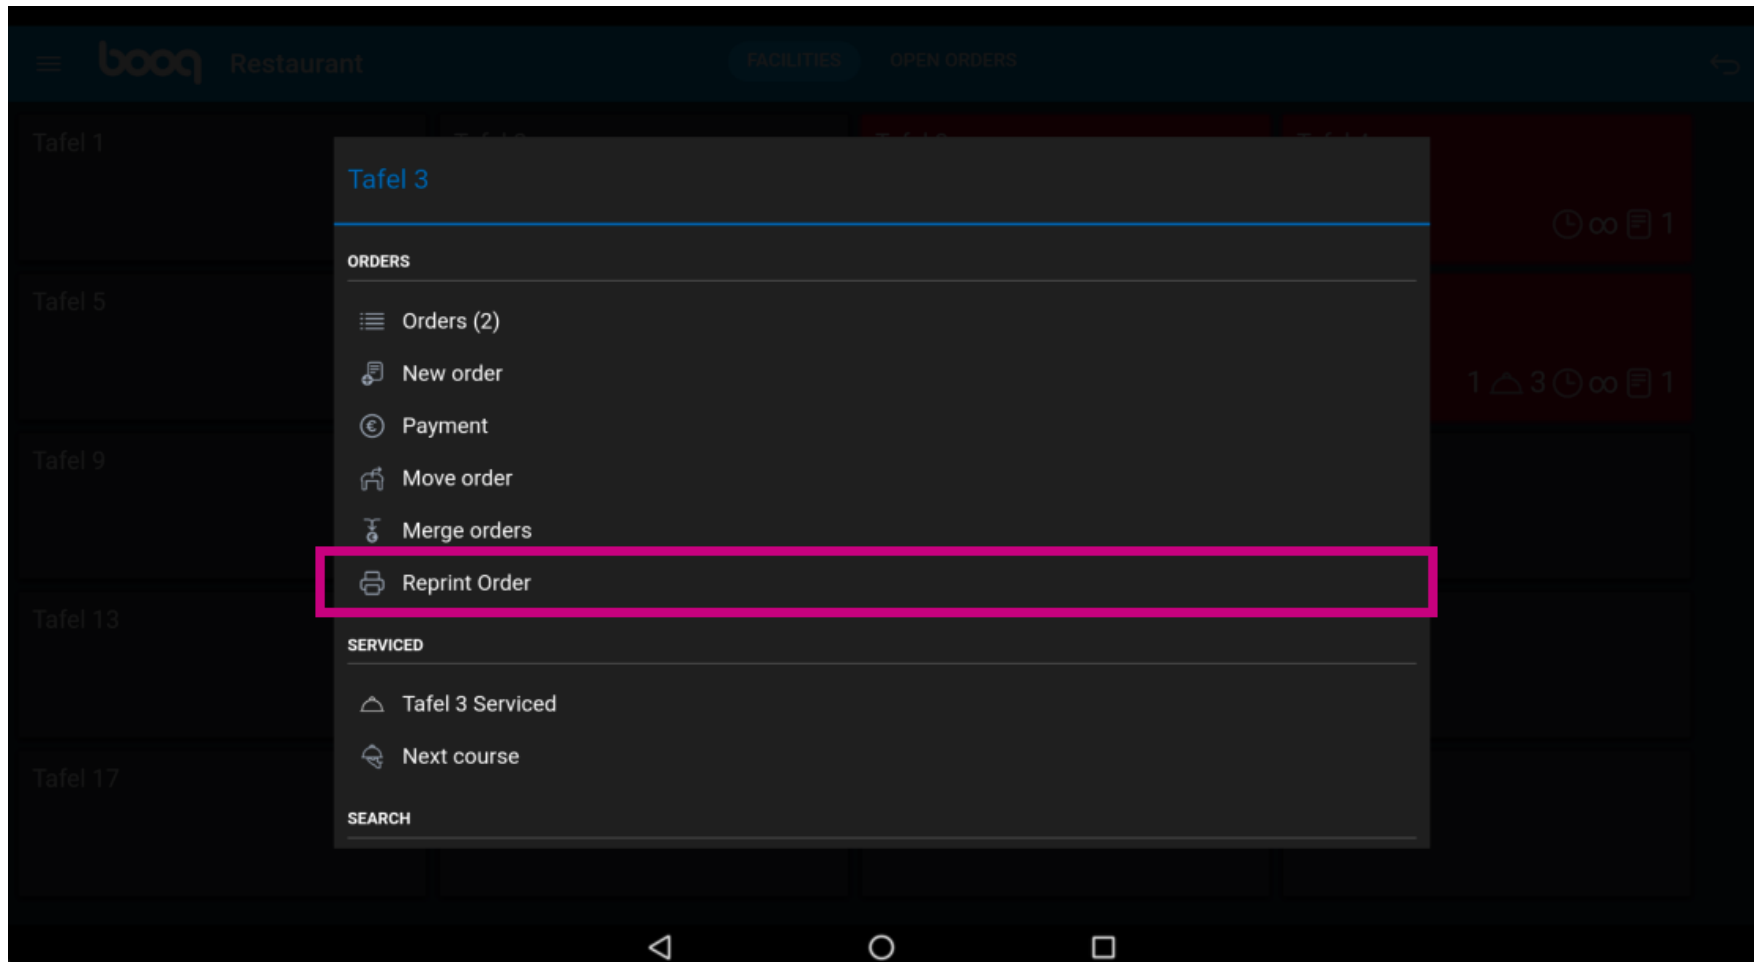 booq Restaurant FACILITIES OPEN ORDERS
Tafel 1
Tafel 3
∞ 1
ORDERS
Tafel 5
Orders (2)
New order
1 3 ∞ 1
Payment
Tafel 9
Move order
Merge orders
Reprint Order
Tafel 13
SERVICED
Tafel 3 Serviced
Next course
Tafel 17
SEARCH